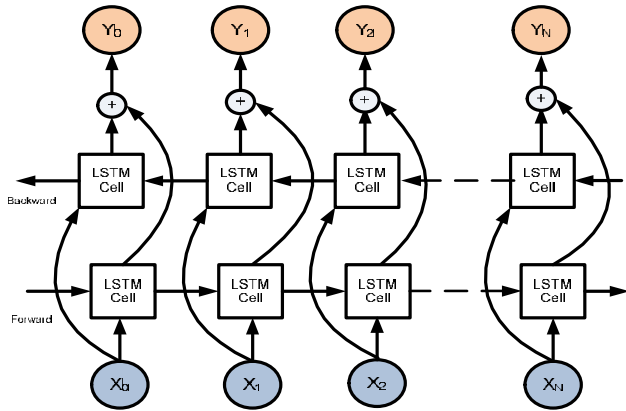 Y₀ Y₁ Y₂ Yₙ
+ + + +
LSTM Cell LSTM Cell LSTM Cell LSTM Cell
Backward
LSTM Cell LSTM Cell LSTM Cell LSTM Cell
Forward
X₀ X₁ X₂ X_N